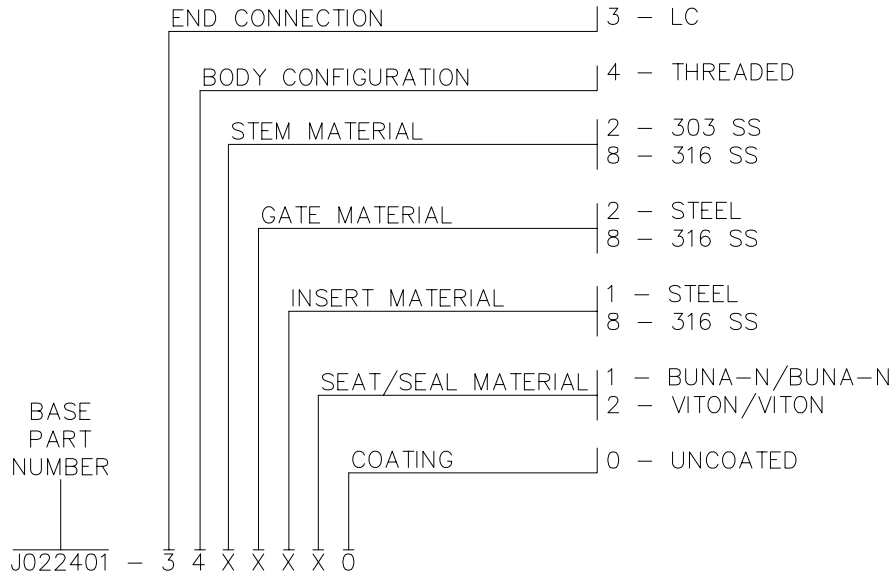 END CONNECTION
3 - LC
BODY CONFIGURATION
4 - THREADED
STEM MATERIAL
2 - 303 SS
8 - 316 SS
GATE MATERIAL
2 - STEEL
8 - 316 SS
INSERT MATERIAL
1 - STEEL
8 - 316 SS
SEAT/SEAL MATERIAL
1 - BUNA-N/BUNA-N
2 - VITON/VITON
COATING
0 - UNCOATED
BASE
PART
NUMBER
J022401 - 3 4 X X X X 0